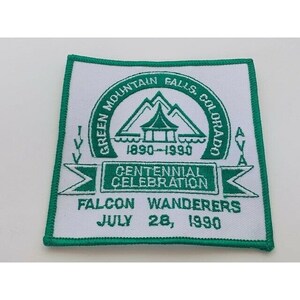 GREEN MOUNTAIN FALLS, COLORADO
1890-1990
IVV
AVA
CENTENNIAL
CELEBRATION
FALCON WANDERERS
JULY 28, 1990